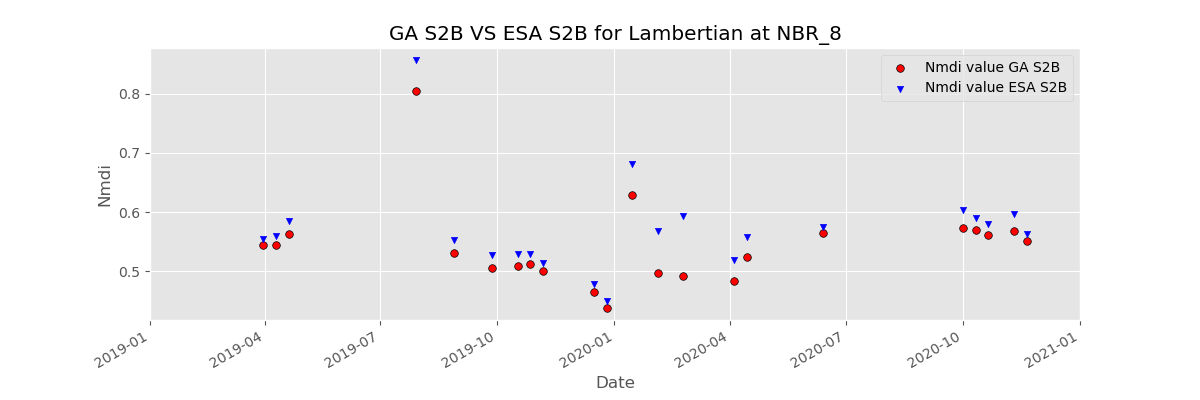 GA S2B VS ESA S2B for Lambertian at NBR_8
Nmdi value GA S2B
Nmdi value ESA S2B
Nmdi
0.8
0.7
0.6
0.5
2019-01
2019-04
2019-07
2019-10
2020-01
2020-04
2020-07
2020-10
2021-01
Date